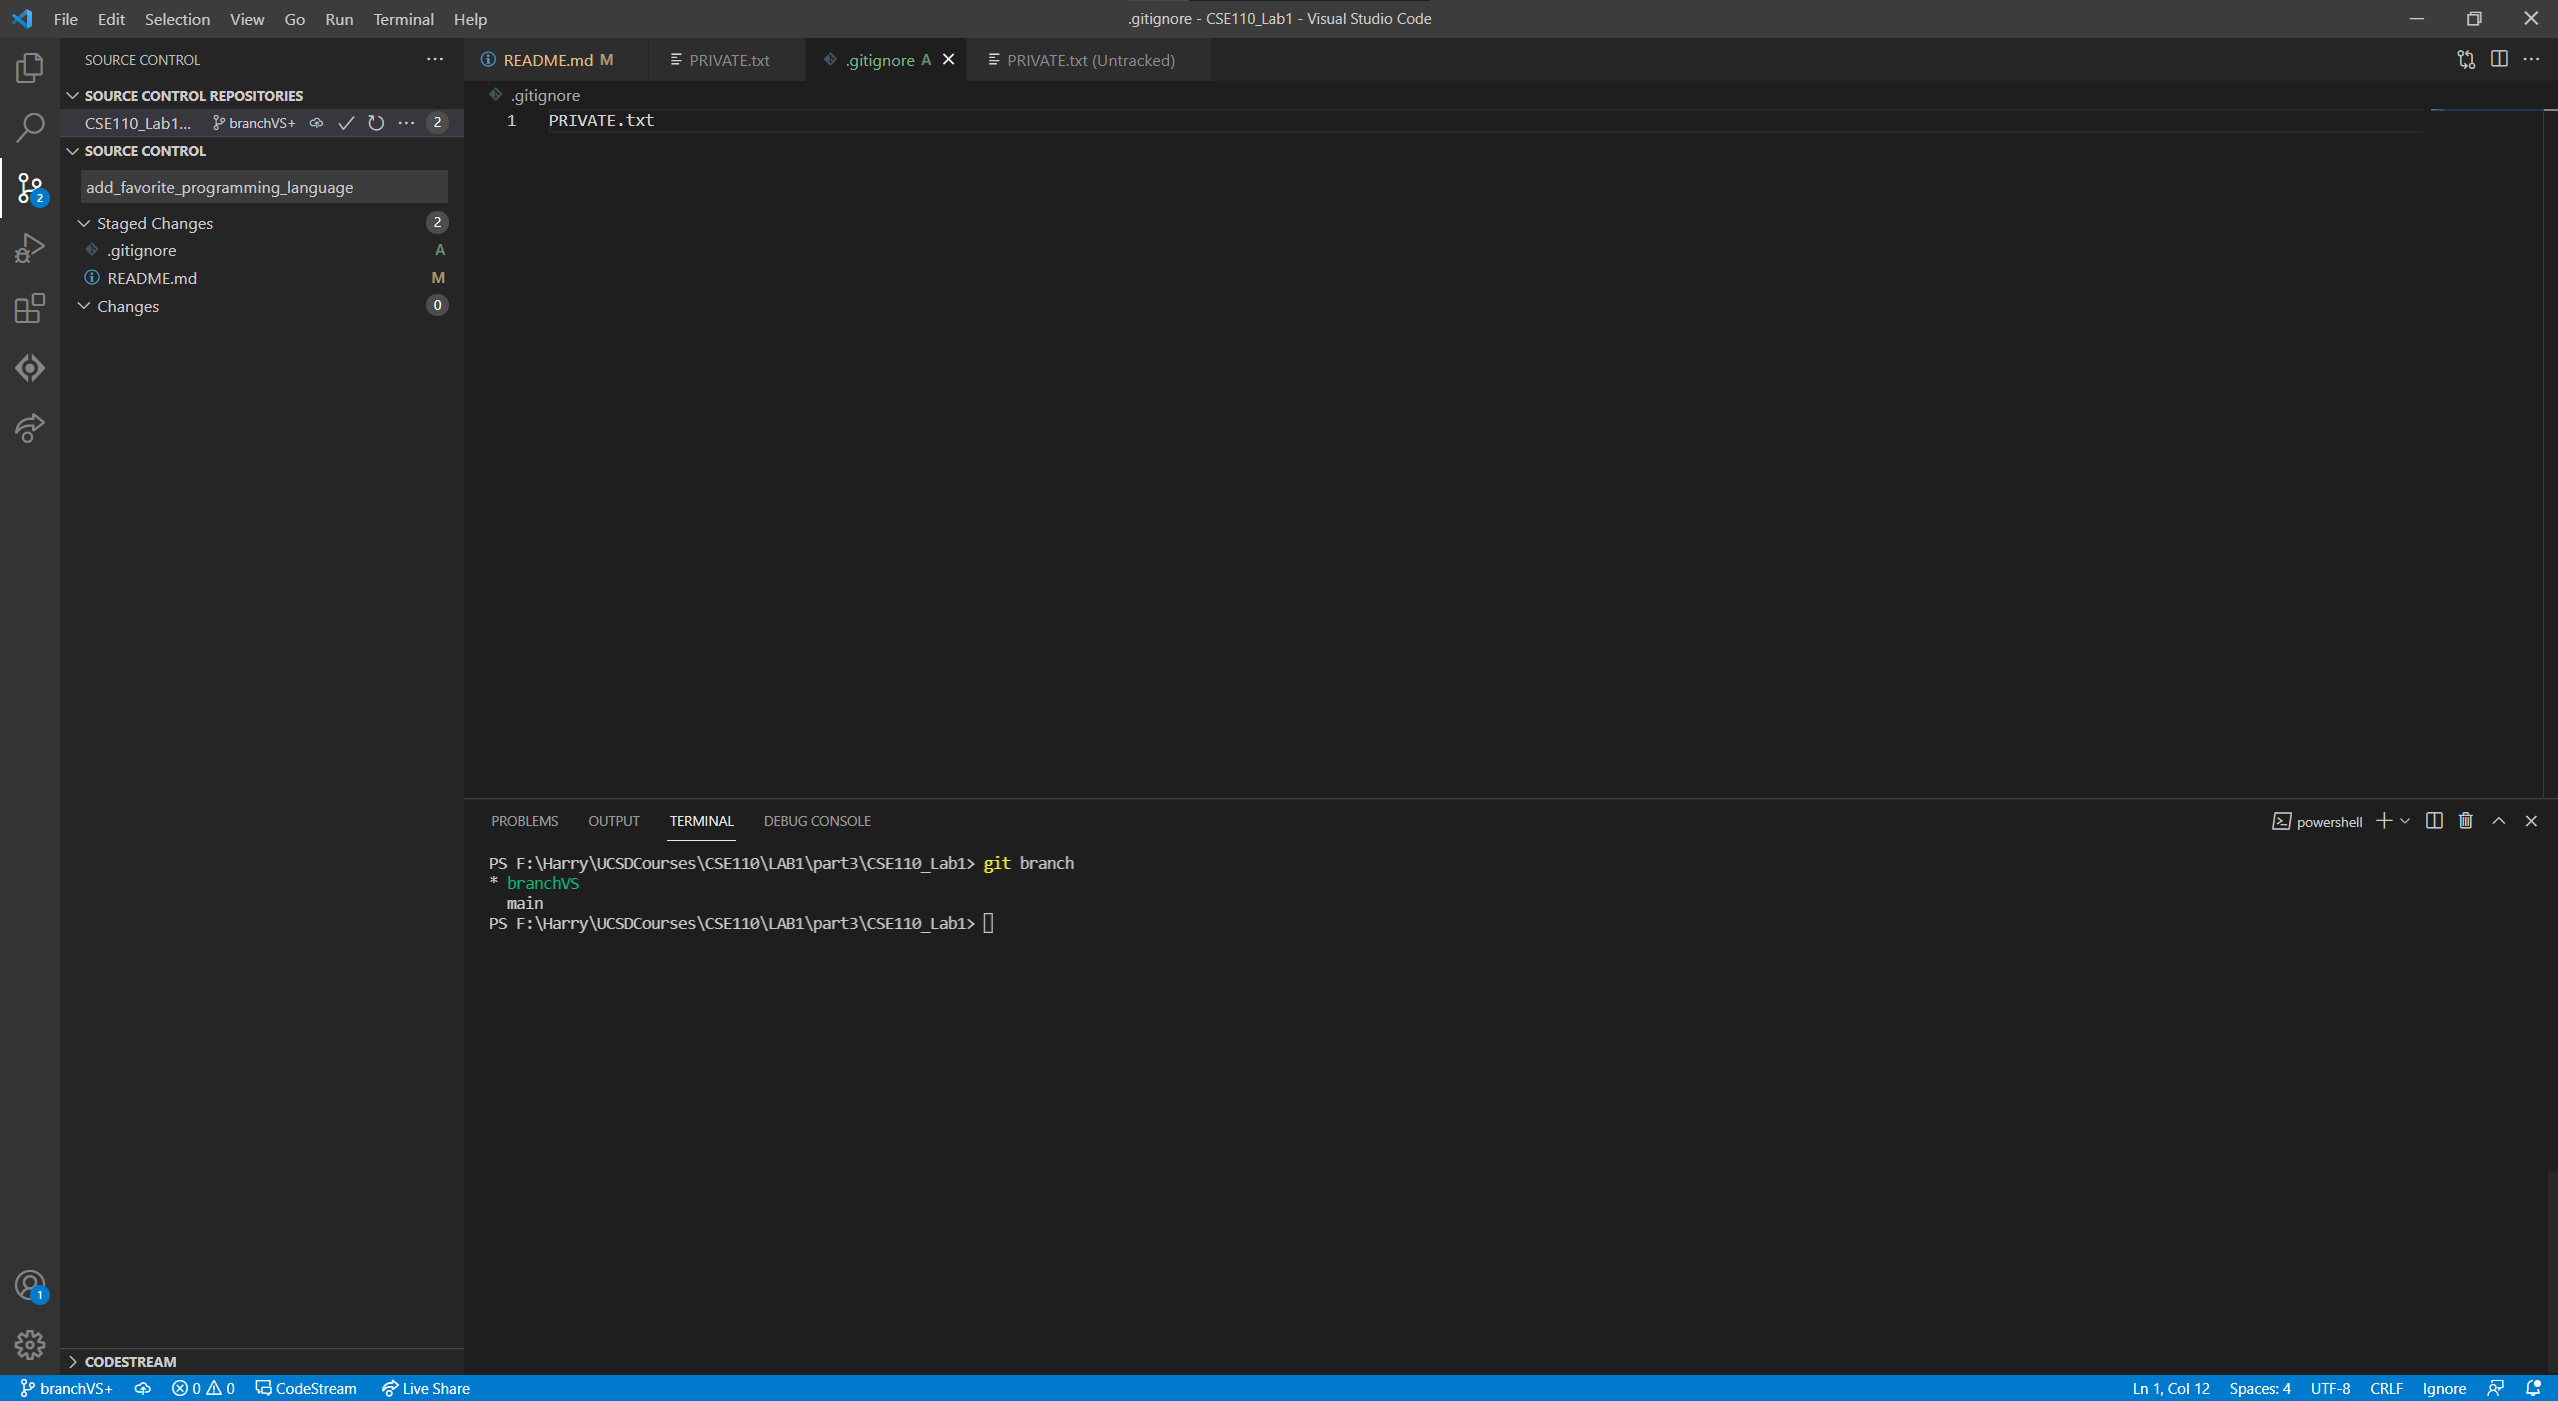 File Edit Selection View Go Run Terminal Help
.gitignore - CSE110_Lab1 - Visual Studio Code
SOURCE CONTROL
README.md M
PRIVATE.txt
.gitignore A
PRIVATE.txt (Untracked)
SOURCE CONTROL REPOSITORIES
.gitignore
CSE110_Lab1... branchVS+ 2
1 PRIVATE.txt
SOURCE CONTROL
add_favorite_programming_language
2
Staged Changes 2
.gitignore A
README.md M
Changes 0
PROBLEMS OUTPUT TERMINAL DEBUG CONSOLE
powershell
PS F:\Harry\UCSDCourses\CSE110\LAB1\part3\CSE110_Lab1> git branch
* branchVS
main
PS F:\Harry\UCSDCourses\CSE110\LAB1\part3\CSE110_Lab1>
1
CODESTREAM
branchVS+ 0 0 CodeStream Live Share
Ln 1, Col 12 Spaces: 4 UTF-8 CRLF Ignore